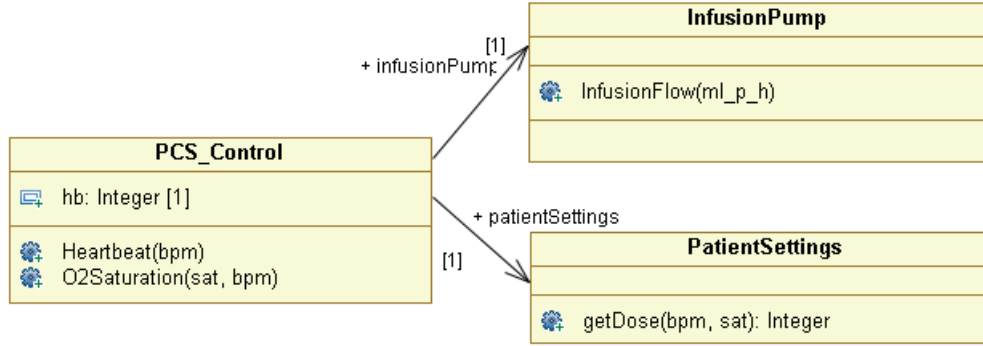 InfusionPump
[1]
+ infusionPump
InfusionFlow(ml_p_h)
PCS_Control
hb: Integer [1]
+ patientSettings
Heartbeat(bpm)
O2Saturation(sat, bpm)
[1]
PatientSettings
getDose(bpm, sat): Integer